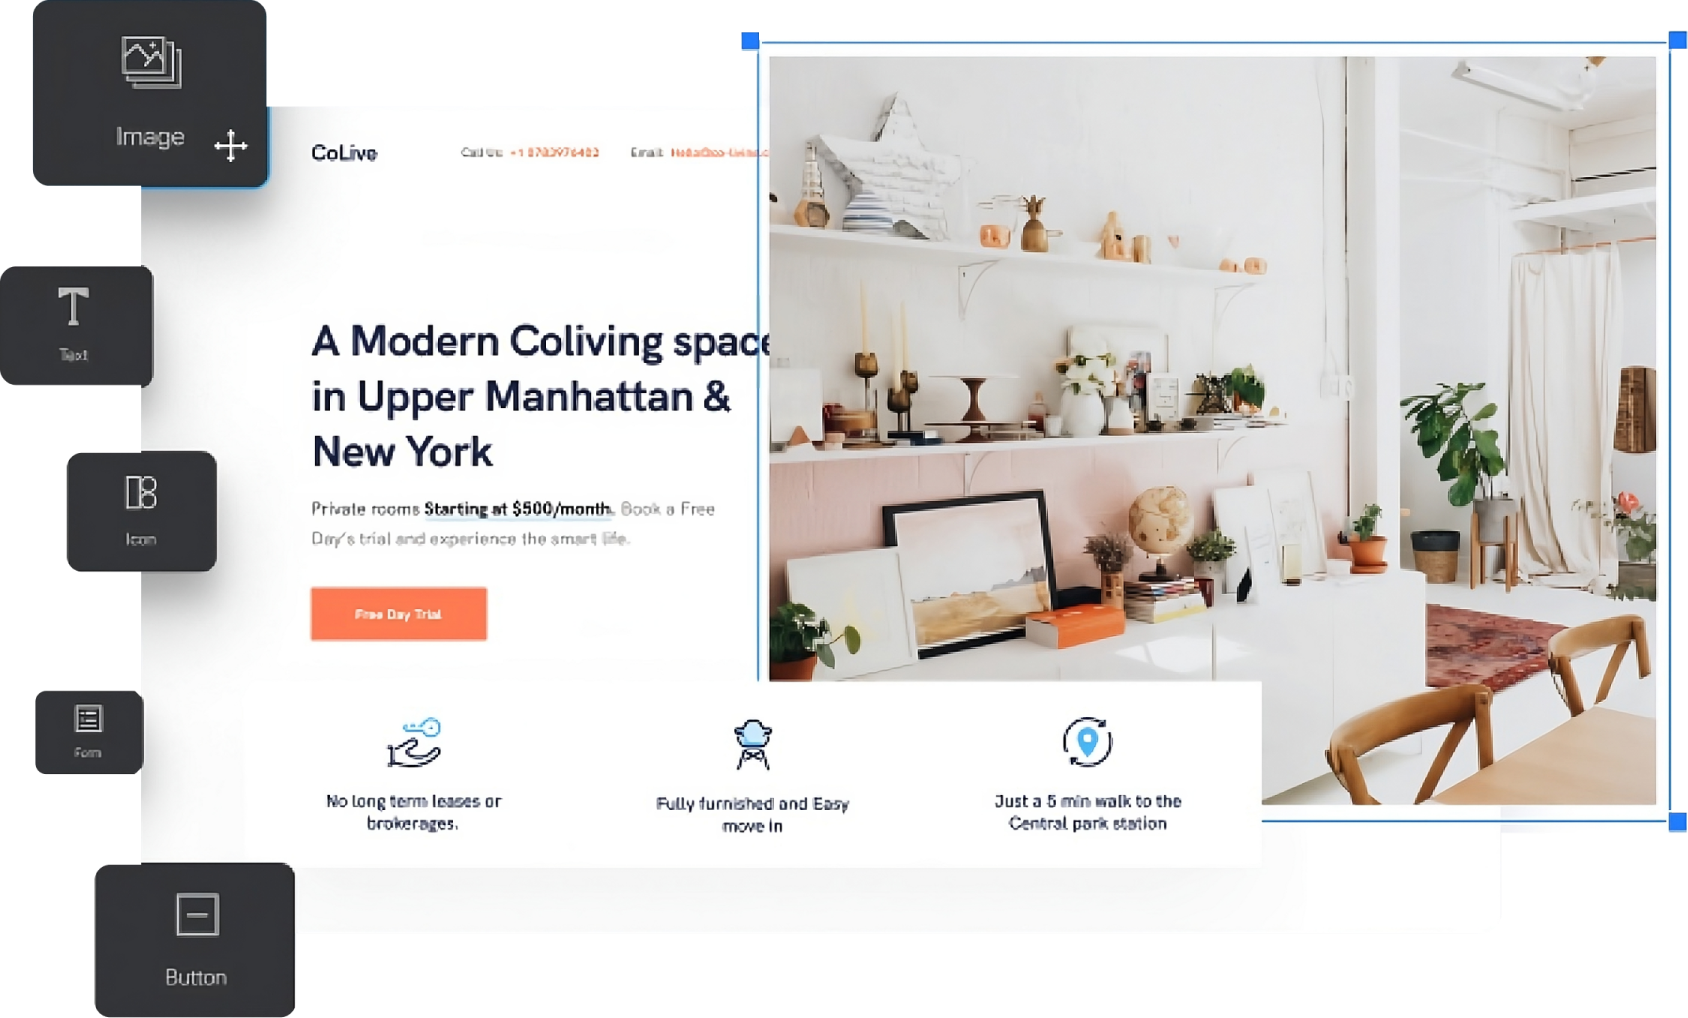 Image
CoLive
Call Us: +1 8783976482 Email:
Text
A Modern Coliving space
in Upper Manhattan &
New York
Icon
Private rooms Starting at $500/month. Book a Free
Day's trial and experience the smart life.
Free Day Trial
Form
No long term leases or
brokerages.
Fully furnished and Easy
move in
Just a 5 min walk to the
Central park station
Button